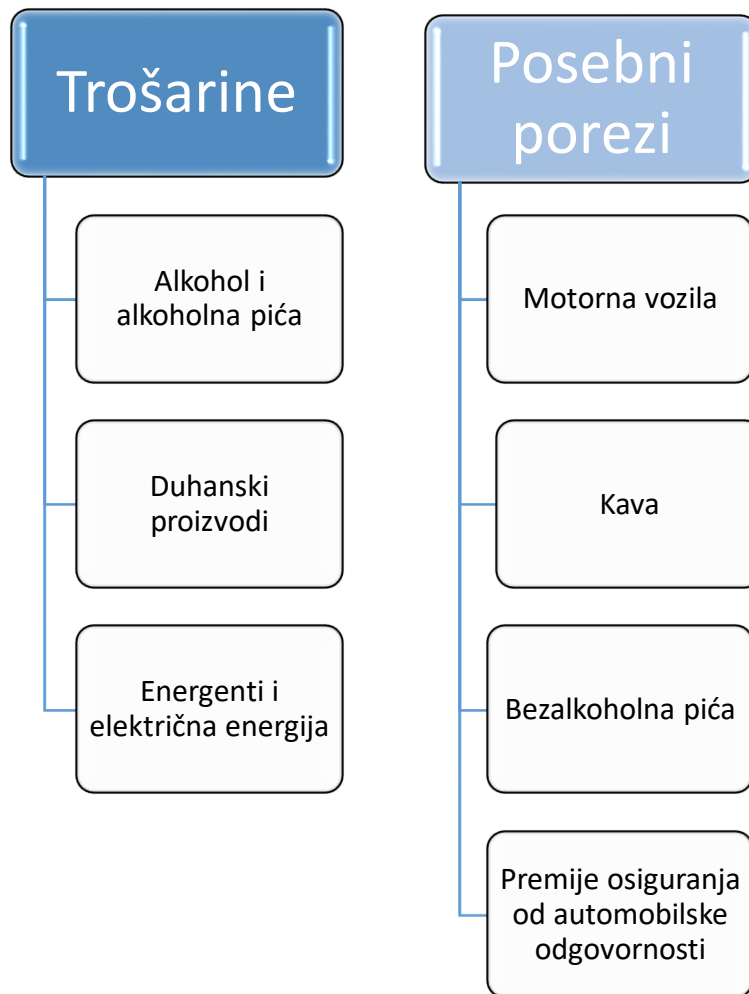 Trošarine
Alkohol i
alkoholna pića
Duhanski
proizvodi
Energenti i
električna energija
Posebni
porezi
Motorna vozila
Kava
Bezalkoholna pića
Premije osiguranja
od automobilske
odgovornosti